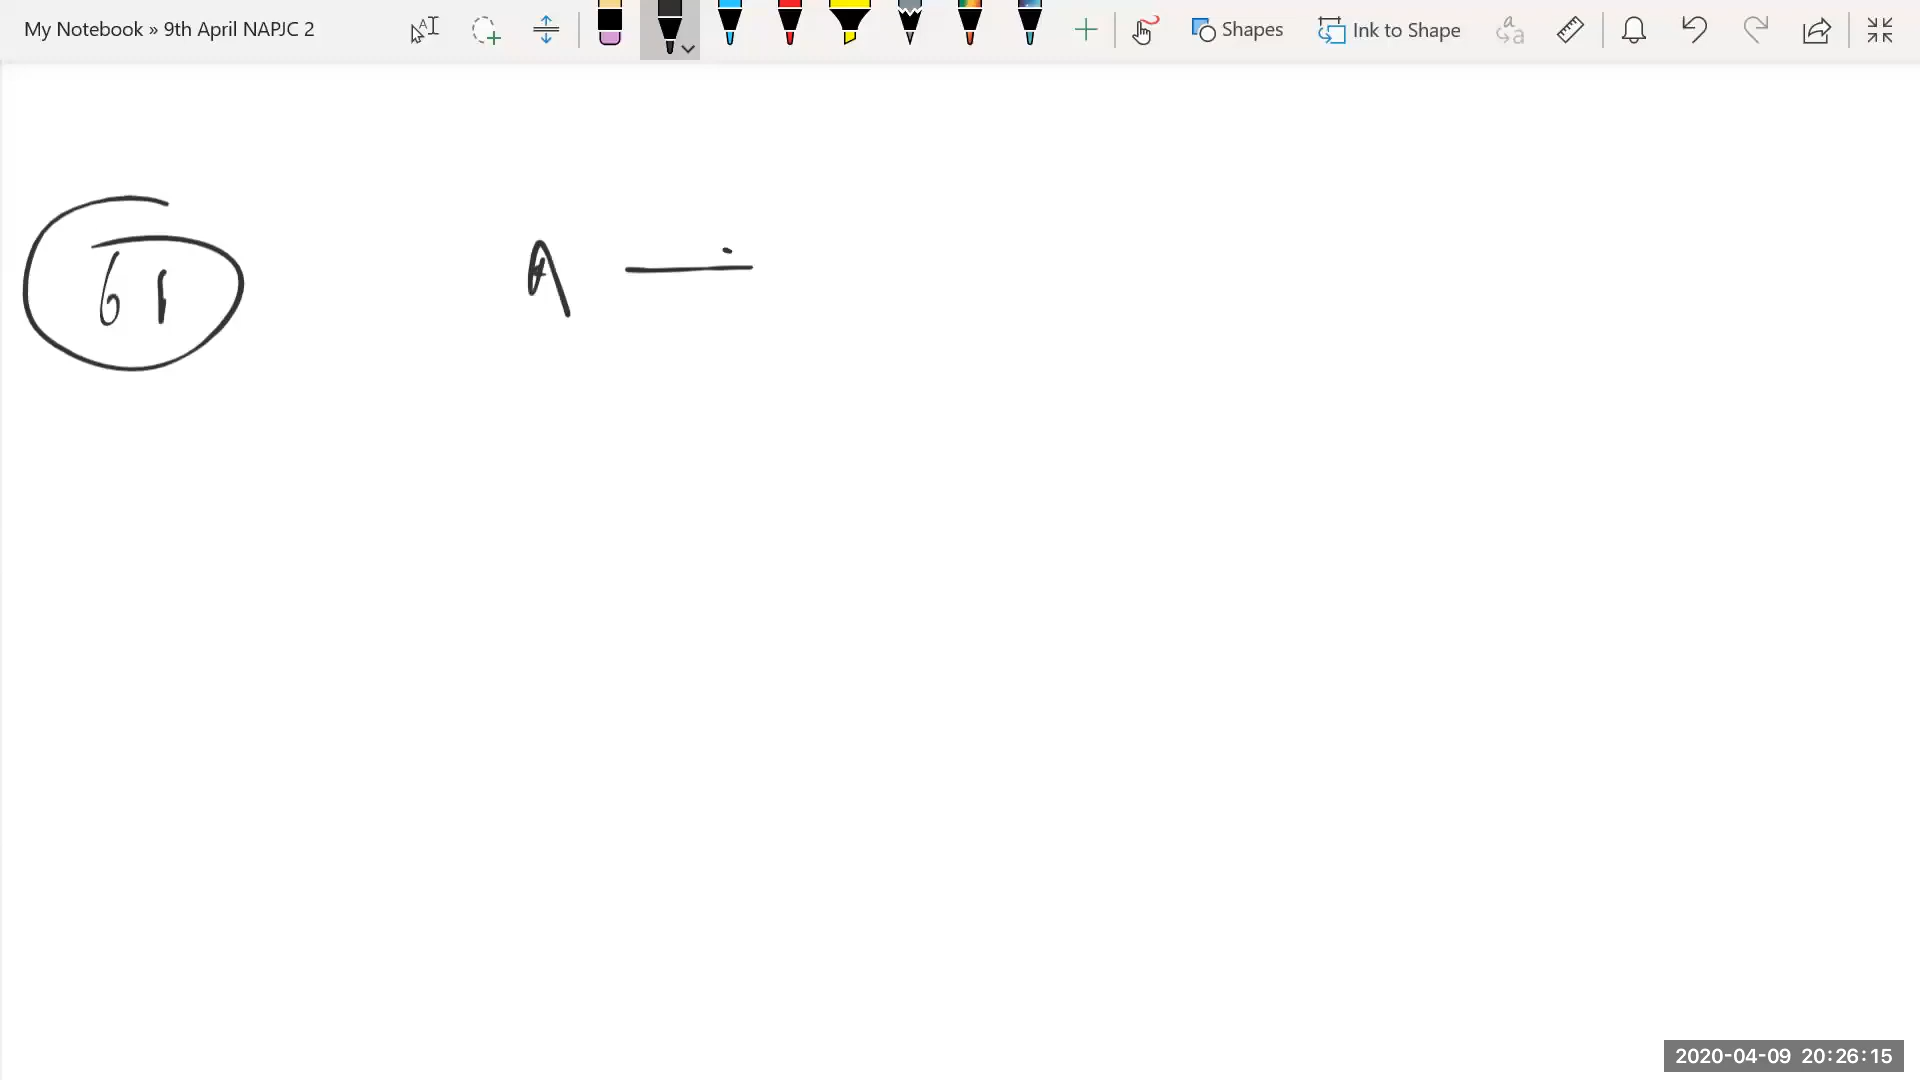 My Notebook » 9th April NAPJC 2
Shapes
Ink to Shape
61
A —
2020-04-09 20:26:15